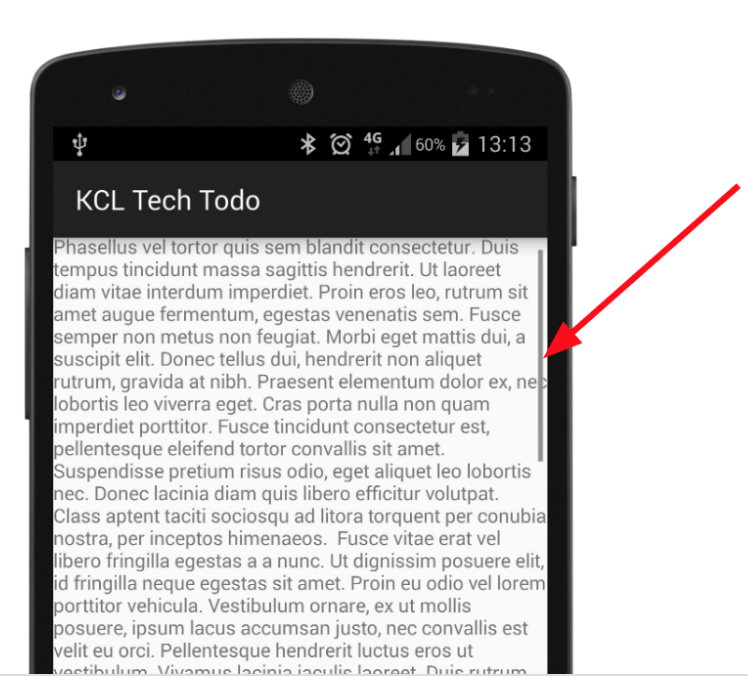 4G 60% 13:13
KCL Tech Todo
Phasellus vel tortor quis sem blandit consectetur. Duis
tempus tincidunt massa sagittis hendrerit. Ut laoreet
diam vitae interdum imperdiet. Proin eros leo, rutrum sit
amet augue fermentum, egestas venenatis sem. Fusce
semper non metus non feugiat. Morbi eget mattis dui, a
suscipit elit. Donec tellus dui, hendrerit non aliquet
rutrum, gravida at nibh. Praesent elementum dolor ex, nec
lobortis leo viverra eget. Cras porta nulla non quam
imperdiet porttitor. Fusce tincidunt consectetur est,
pellentesque eleifend tortor convallis sit amet.
Suspendisse pretium risus odio, eget aliquet leo lobortis
nec. Donec lacinia diam quis libero efficitur volutpat.
Class aptent taciti sociosqu ad litora torquent per conubia
nostra, per inceptos himenaeos.  Fusce vitae erat vel
libero fringilla egestas a a nunc. Ut dignissim posuere elit,
id fringilla neque egestas sit amet. Proin eu odio vel lorem
porttitor vehicula. Vestibulum ornare, ex ut mollis
posuere, ipsum lacus accumsan justo, nec convallis est
velit eu orci. Pellentesque hendrerit luctus eros ut
vestibulum. Vivamus lacinia iaculis laoreet. Duis rutrum